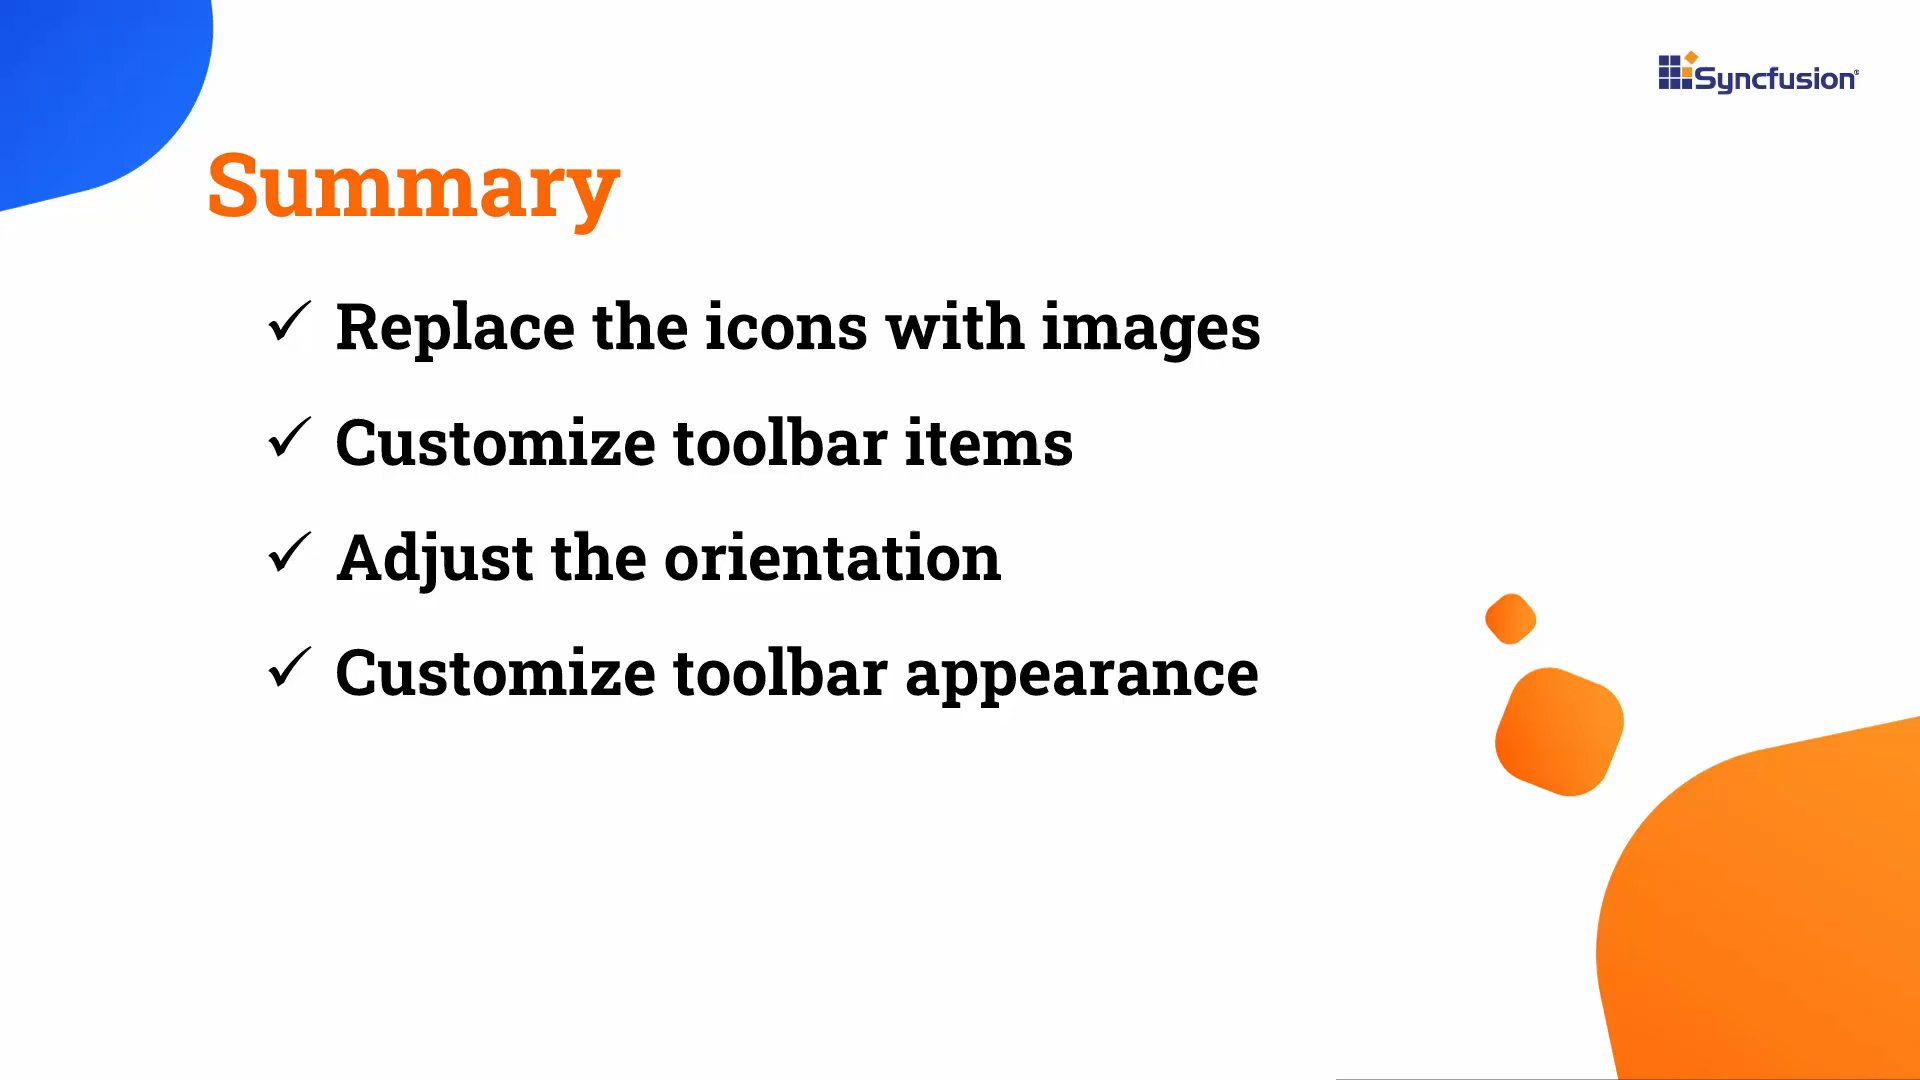 Syncfusion®
Summary
✓ Replace the icons with images
✓ Customize toolbar items
✓ Adjust the orientation
✓ Customize toolbar appearance